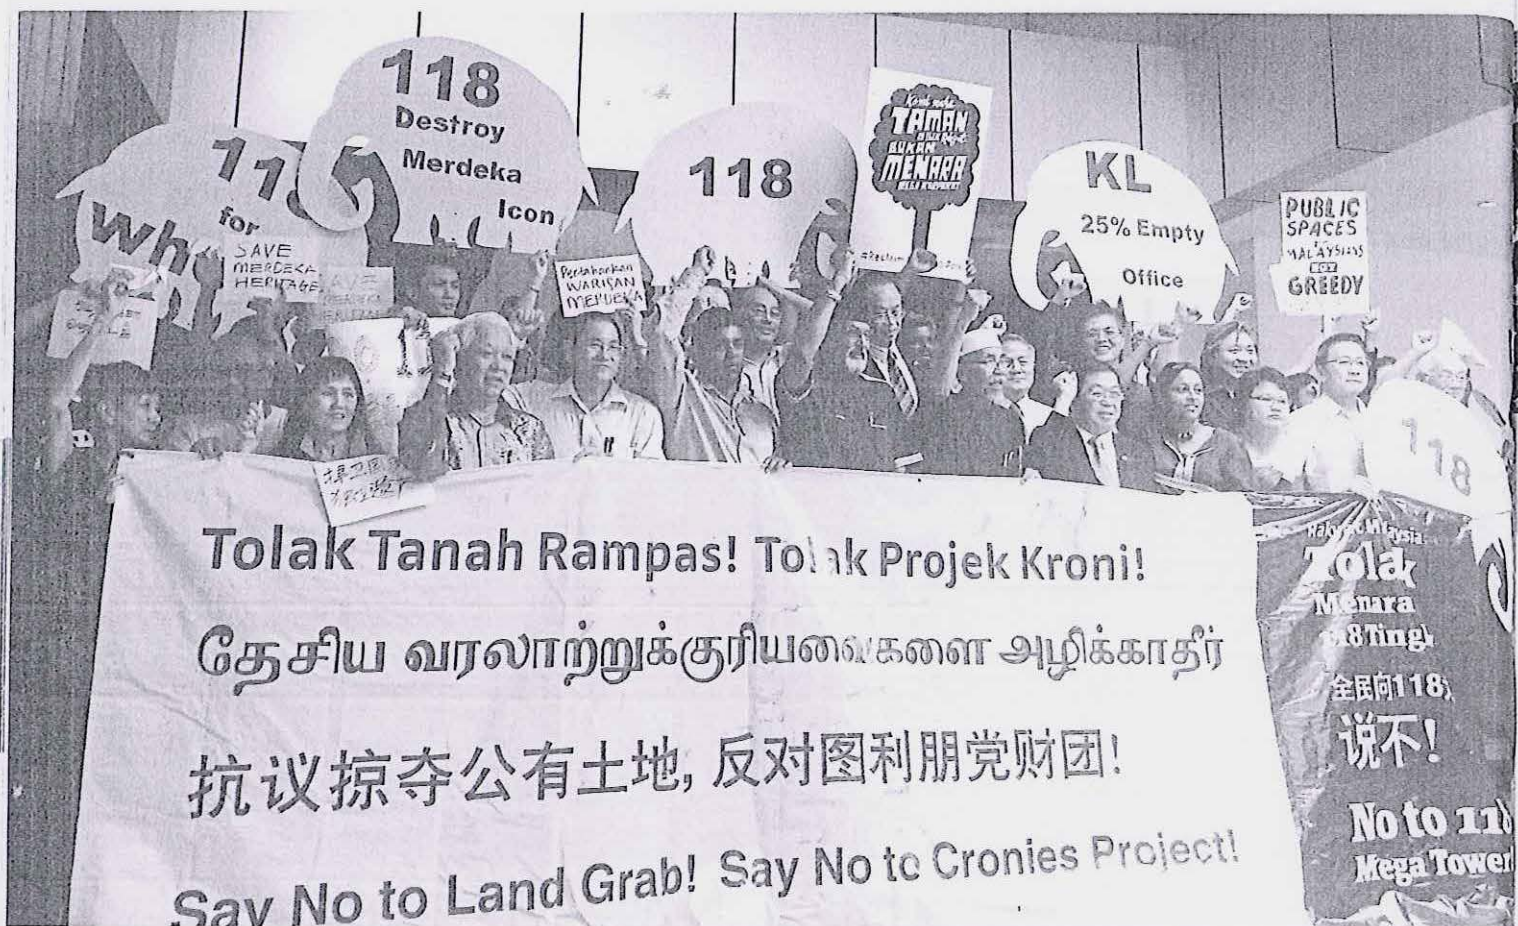 118
Destroy
Merdeka
Icon
for
118
TAMAN
BUKAN
MENARA
KL
25% Empty
Office
PUBLIC
SPACES
MALAYSIANS
NOT
GREEDY
SAVE
MERDEKA
HERITAGE
Pertahankan
WARISAN
MERDEKA
118
Tolak Tanah Rampas! Tolak Projek Kroni!
தேசிய வரலாற்றுக்குரியவைகளை அழிக்காதீர்
抗议掠夺公有土地, 反对图利朋党财团!
Say No to Land Grab! Say No to Cronies Project!
Tolak
Menara
全民向118
说不!
No to 118
Mega Tower